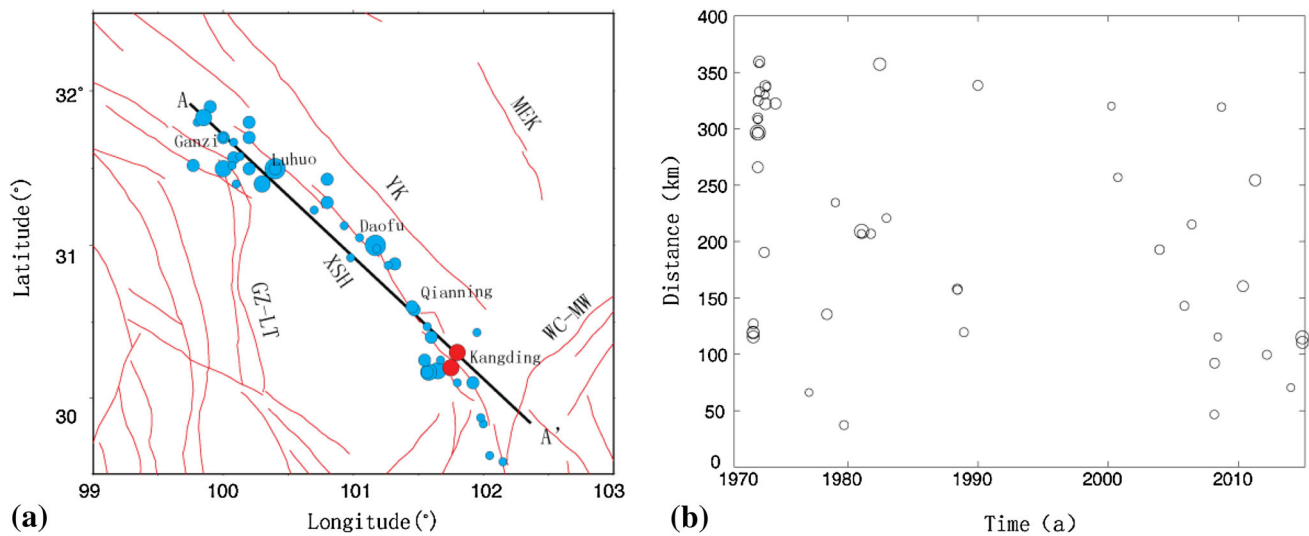 32°
31
30
Latitude(°)
99
100
101
102
103
Longitude(°)
(a)
A
Ganzi
Luhuo
Daofu
Qianning
Kangding
A'
MEK
YK
XSH
GZ-LT
WC-MW
400
350
300
250
200
150
100
50
0
Distance (km)
1970
1980
1990
2000
2010
Time (a)
(b)